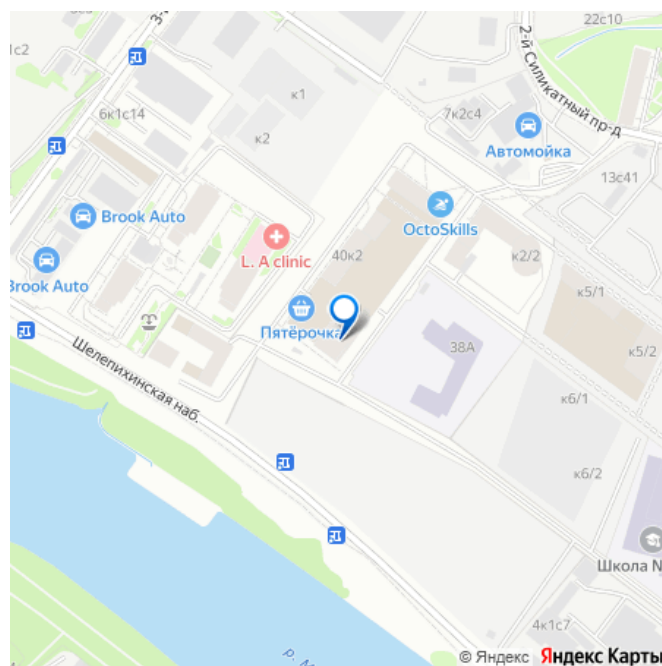 22с10
1с2
3-
2-й Силикатный пр-д
к1
6к1с14
7к2с4
к2
Автомойка
13с41
Brook Auto
OctoSkills
L. A clinic
40к2
к2/2
Brook Auto
к5/1
Пятёрочка
38А
к5/2
Шелепихинская наб.
к6/1
к6/2
Школа N
4к1с7
р. М
© Яндекс Яндекс Карты